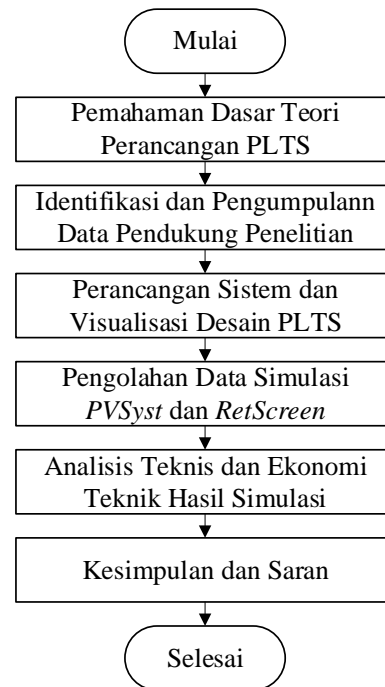 Mulai
Pemahaman Dasar Teori
Perancangan PLTS
Identifikasi dan Pengumpulann
Data Pendukung Penelitian
Perancangan Sistem dan
Visualisasi Desain PLTS
Pengolahan Data Simulasi
PVSyst dan RetScreen
Analisis Teknis dan Ekonomi
Teknik Hasil Simulasi
Kesimpulan dan Saran
Selesai